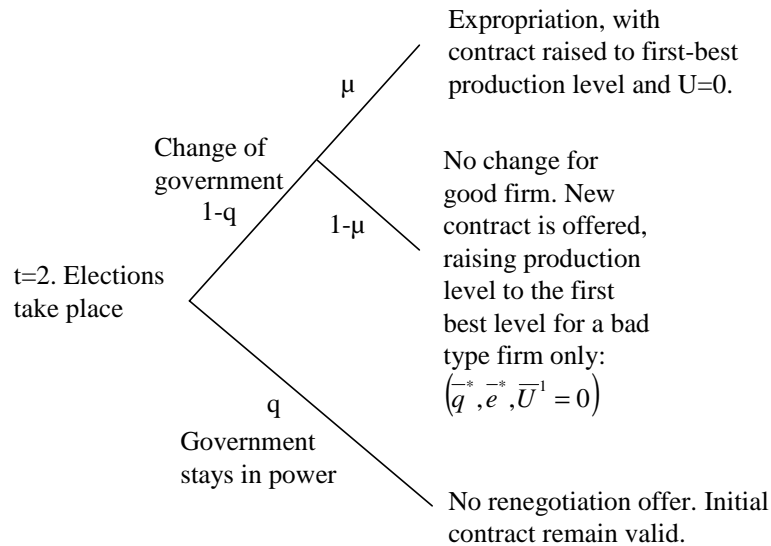 Expropriation, with
contract raised to first-best
production level and U=0.
μ
Change of
government
1-q
No change for
good firm. New
contract is offered,
raising production
level to the first
best level for a bad
type firm only:
(q̅*, e̅*, U̅¹ = 0)
1-μ
t=2. Elections
take place
q
Government
stays in power
No renegotiation offer. Initial
contract remain valid.